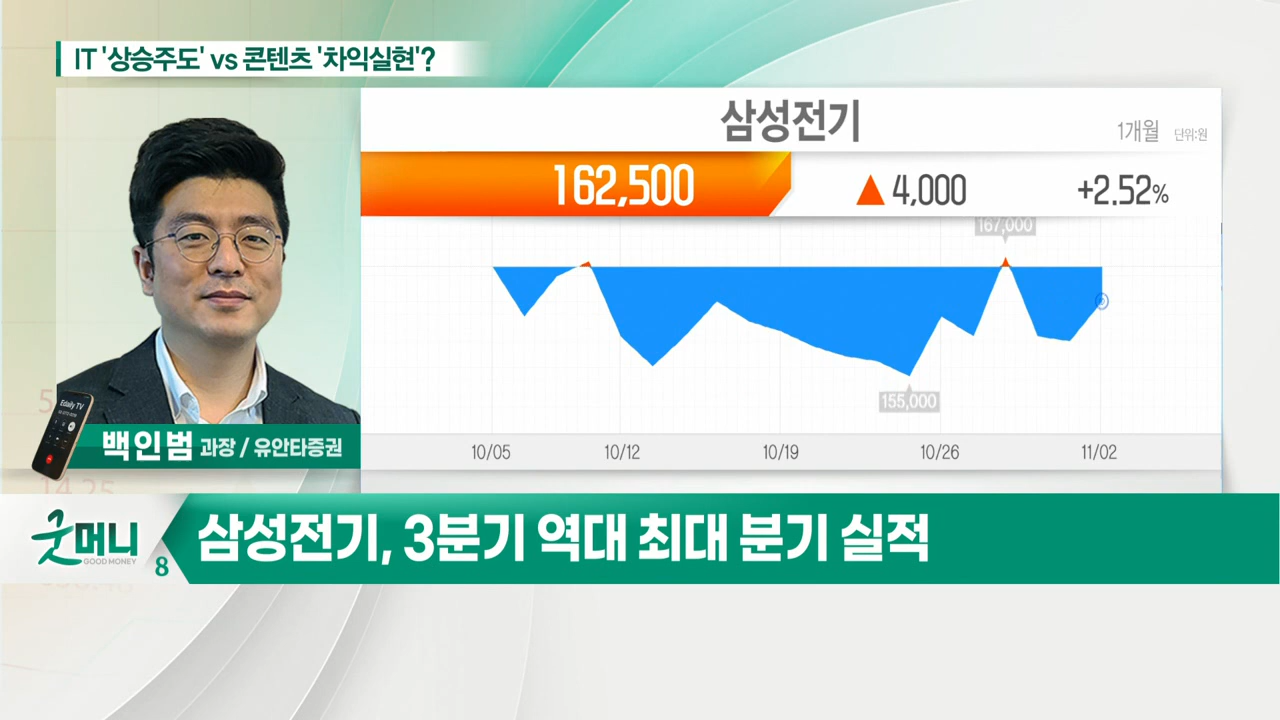 IT '상승주도' vs 콘텐츠 '차익실현'?
삼성전기
1개월 단위:원
162,500 ▲ 4,000 +2.52%
167,000
155,000
10/05 10/12 10/19 10/26 11/02
Edaily TV
백인범 과장 / 유안타증권
14.25
굿머니
GOOD MONEY
8
삼성전기, 3분기 역대 최대 분기 실적